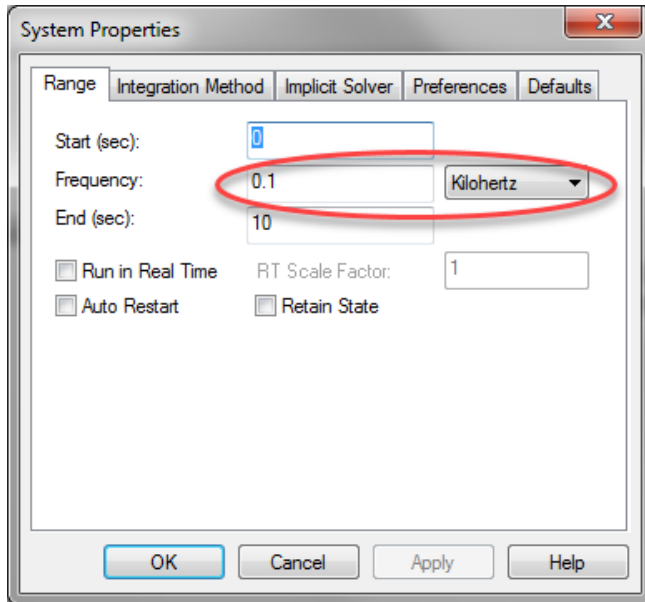 System Properties
Range Integration Method Implicit Solver Preferences Defaults
Start (sec): 0
Frequency: 0.1 Kilohertz
End (sec): 10
Run in Real Time RT Scale Factor: 1
Auto Restart Retain State
OK Cancel Apply Help